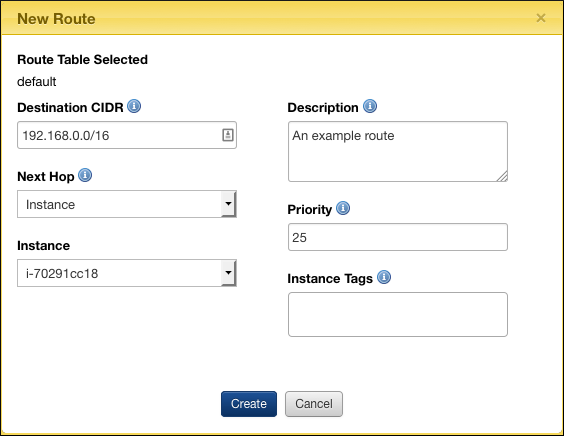 New Route
×
Route Table Selected
default
Destination CIDR
192.168.0.0/16
Next Hop
Instance
Instance
i-70291cc18
Description
An example route
Priority
25
Instance Tags
Create
Cancel